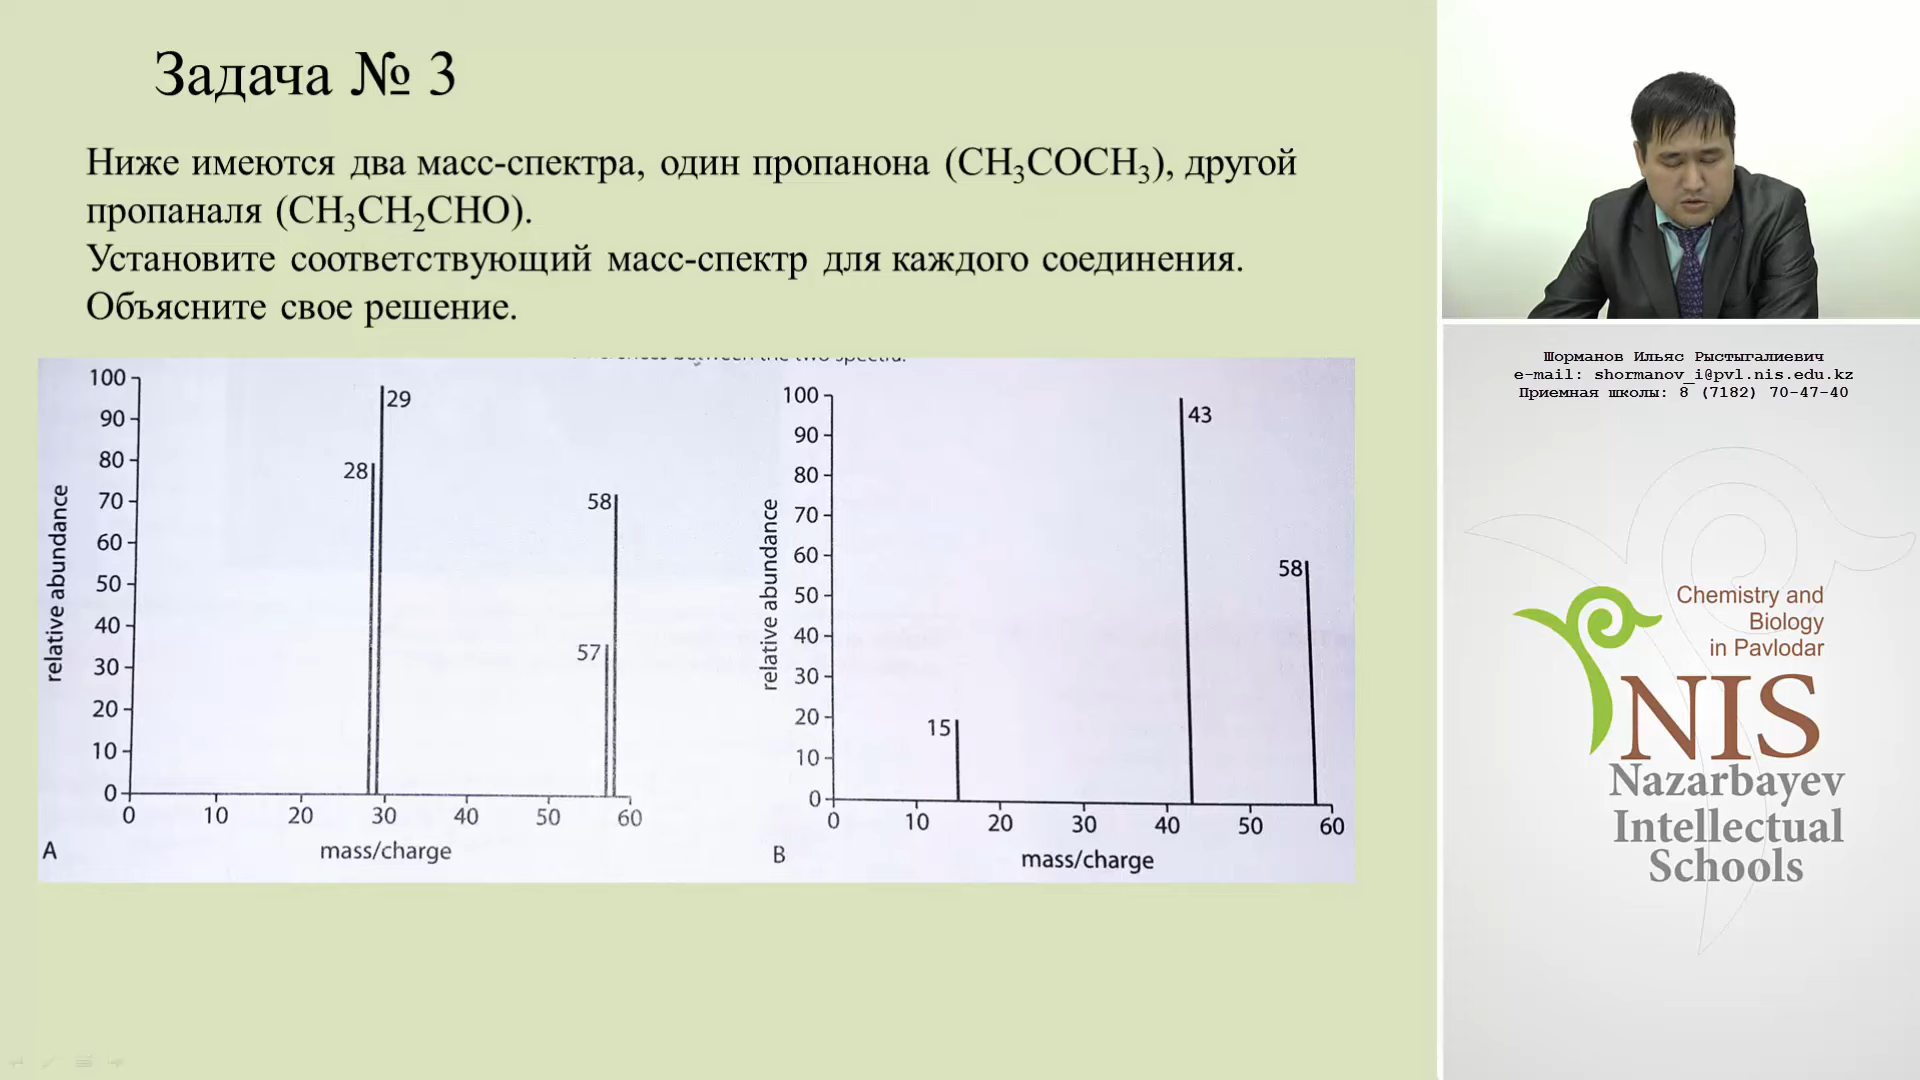 Задача № 3
Ниже имеются два масс-спектра, один пропанона (CH₃COCH₃), другой
пропаналя (CH₃CH₂CHO).
Установите соответствующий масс-спектр для каждого соединения.
Объясните свое решение.
between the two spectra.
100
90
80
70
60
50
40
30
20
10
0
relative abundance
28
29
57
58
0 10 20 30 40 50 60
A
mass/charge
100
90
80
70
60
50
40
30
20
10
0
relative abundance
15
43
58
0 10 20 30 40 50 60
B
mass/charge
Шорманов Ильяс Рыстыгалиевич
e-mail: shormanov_i@pvl.nis.edu.kz
Приемная школы: 8 (7182) 70-47-40
Chemistry and
Biology
in Pavlodar
NIS
Nazarbayev
Intellectual
Schools